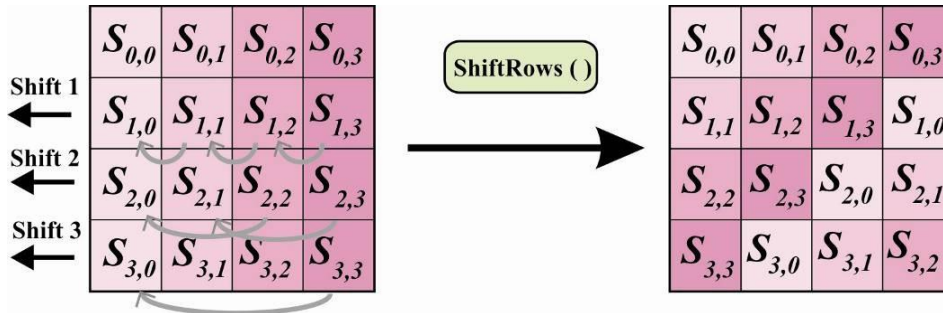 S0,0 S0,1 S0,2 S0,3 S0,0 S0,1 S0,2 S0,3
ShiftRows ( )
Shift 1
S1,0 S1,1 S1,2 S1,3 S1,1 S1,2 S1,3 S1,0
Shift 2
S2,0 S2,1 S2,2 S2,3 S2,2 S2,3 S2,0 S2,1
Shift 3
S3,0 S3,1 S3,2 S3,3 S3,3 S3,0 S3,1 S3,2